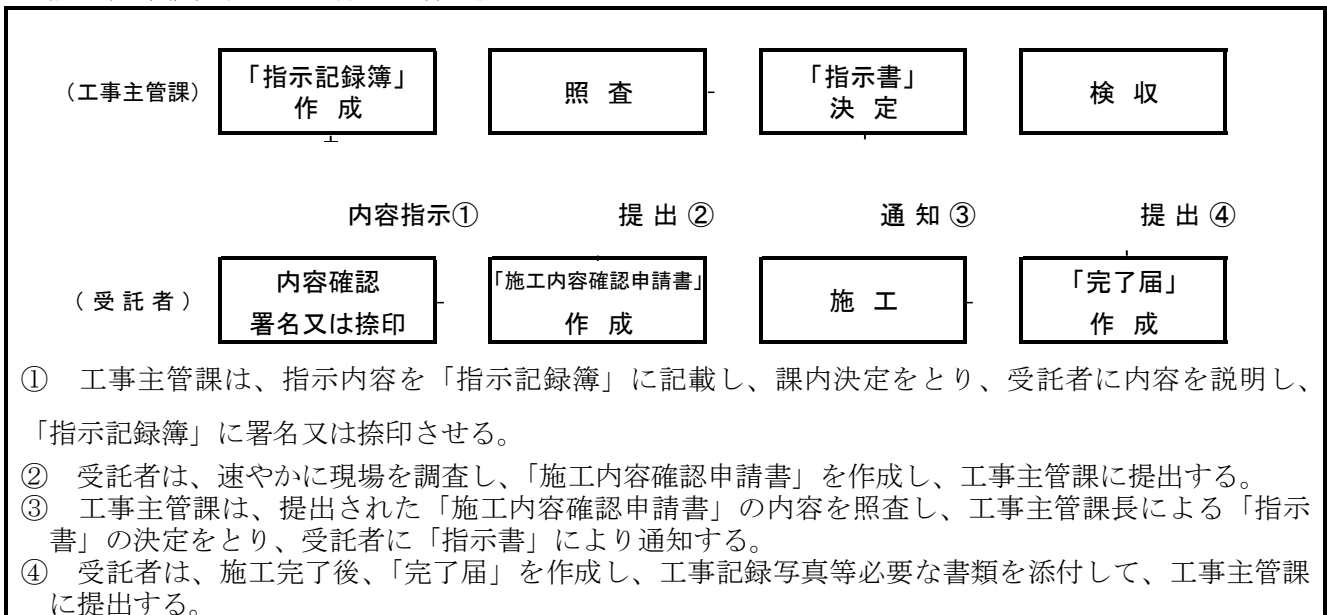 (工事主管課)
「指示記録簿」
作 成
照 査
「指示書」
決 定
検 収
内容指示①
提 出 ②
通 知 ③
提 出 ④
(受 託 者)
内容確認
署名又は捺印
「施工内容確認申請書」
作 成
施 工
「完了届」
作 成
① 工事主管課は、指示内容を「指示記録簿」に記載し、課内決定をとり、受託者に内容を説明し、
「指示記録簿」に署名又は捺印させる。
② 受託者は、速やかに現場を調査し、「施工内容確認申請書」を作成し、工事主管課に提出する。
③ 工事主管課は、提出された「施工内容確認申請書」の内容を照査し、工事主管課長による「指示
書」の決定をとり、受託者に「指示書」により通知する。
④ 受託者は、施工完了後、「完了届」を作成し、工事記録写真等必要な書類を添付して、工事主管課
に提出する。